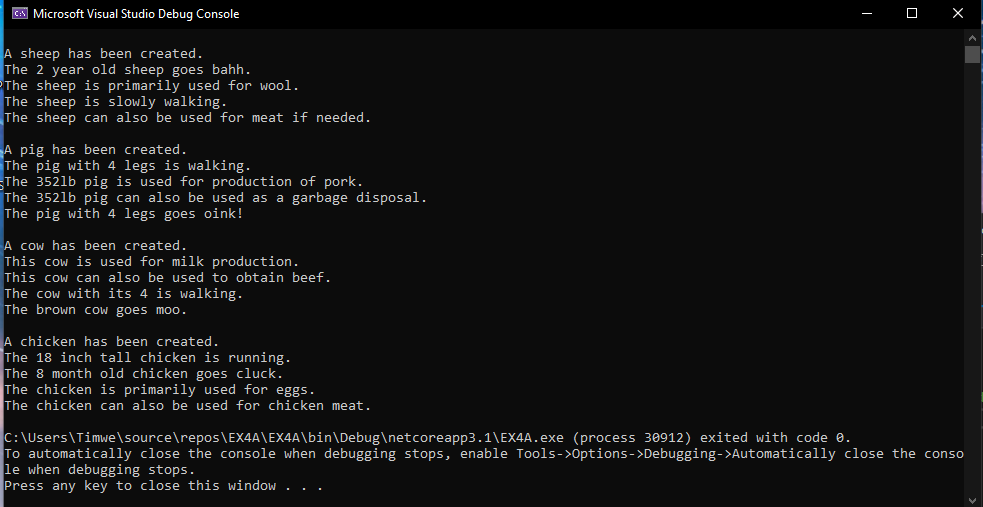 Microsoft Visual Studio Debug Console
A sheep has been created.
The 2 year old sheep goes bahh.
The sheep is primarily used for wool.
The sheep is slowly walking.
The sheep can also be used for meat if needed.
A pig has been created.
The pig with 4 legs is walking.
The 352lb pig is used for production of pork.
The 352lb pig can also be used as a garbage disposal.
The pig with 4 legs goes oink!
A cow has been created.
This cow is used for milk production.
This cow can also be used to obtain beef.
The cow with its 4 is walking.
The brown cow goes moo.
A chicken has been created.
The 18 inch tall chicken is running.
The 8 month old chicken goes cluck.
The chicken is primarily used for eggs.
The chicken can also be used for chicken meat.
C:\Users\Timwe\source\repos\EX4A\EX4A\bin\Debug\netcoreapp3.1\EX4A.exe (process 30912) exited with code 0.
To automatically close the console when debugging stops, enable Tools->Options->Debugging->Automatically close the conso
le when debugging stops.
Press any key to close this window . . .